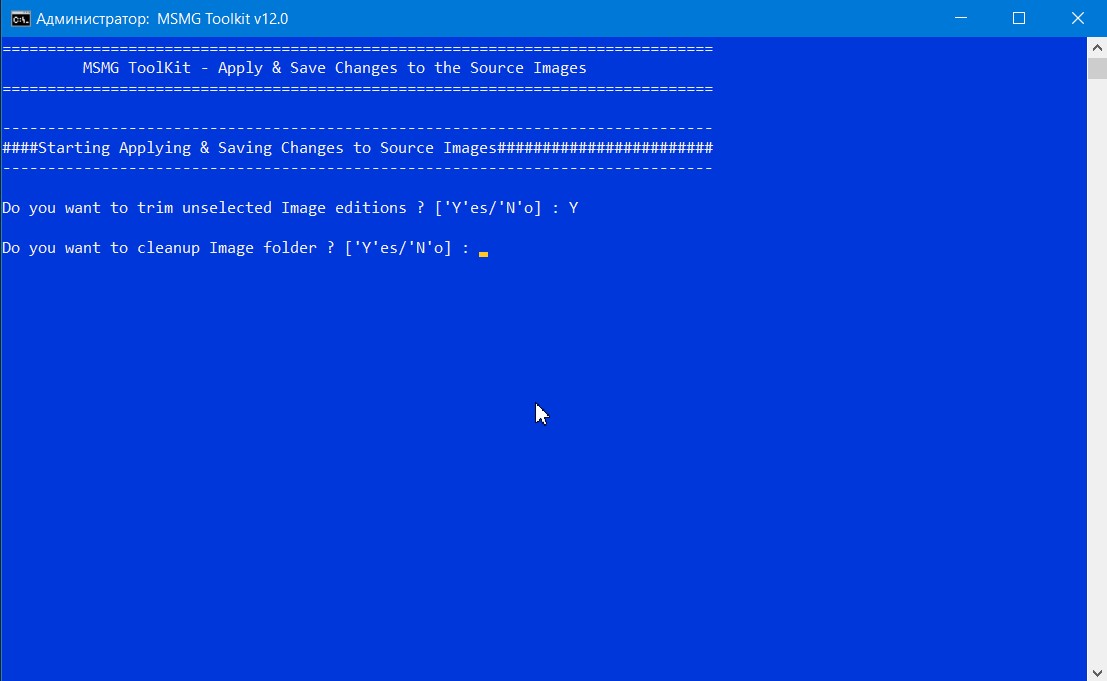 Администратор: MSMG Toolkit v12.0
===============================================================================
MSMG ToolKit - Apply & Save Changes to the Source Images
===============================================================================
-------------------------------------------------------------------------------
####Starting Applying & Saving Changes to Source Images########################
-------------------------------------------------------------------------------
Do you want to trim unselected Image editions ? ['Y'es/'N'o] : Y
Do you want to cleanup Image folder ? ['Y'es/'N'o] :